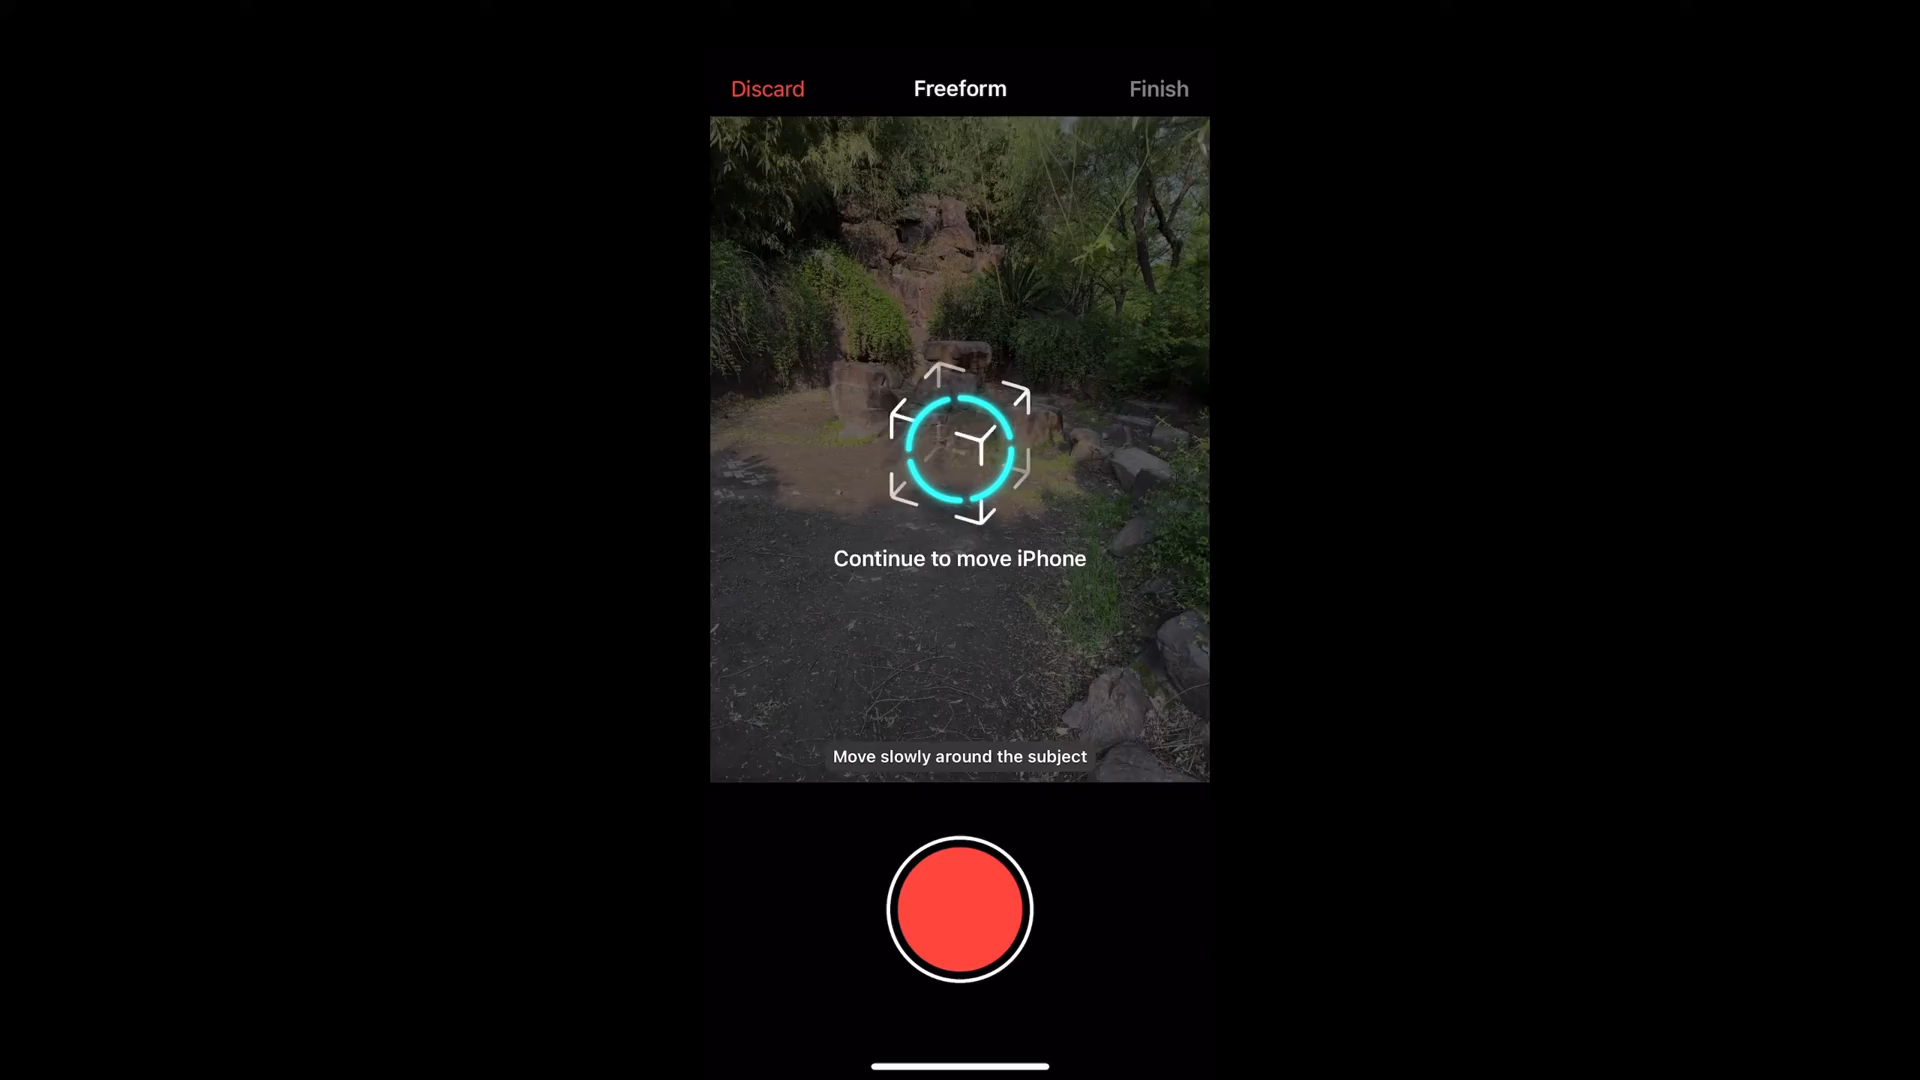 Discard
Freeform
Finish
Continue to move iPhone
Move slowly around the subject